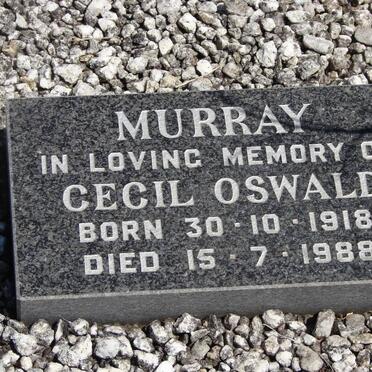 MURRAY
IN LOVING MEMORY O
CECIL OSWALD
BORN 30·10·1918
DIED 15·7·1988